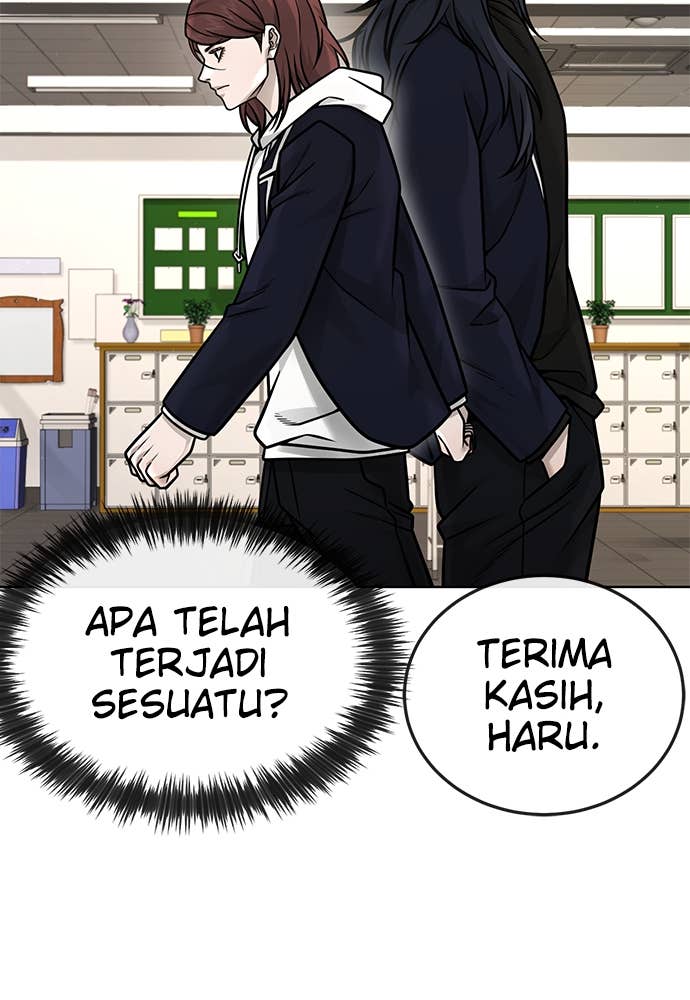 APA TELAH
TERJADI
SESUATU?
TERIMA
KASIH,
HARU.